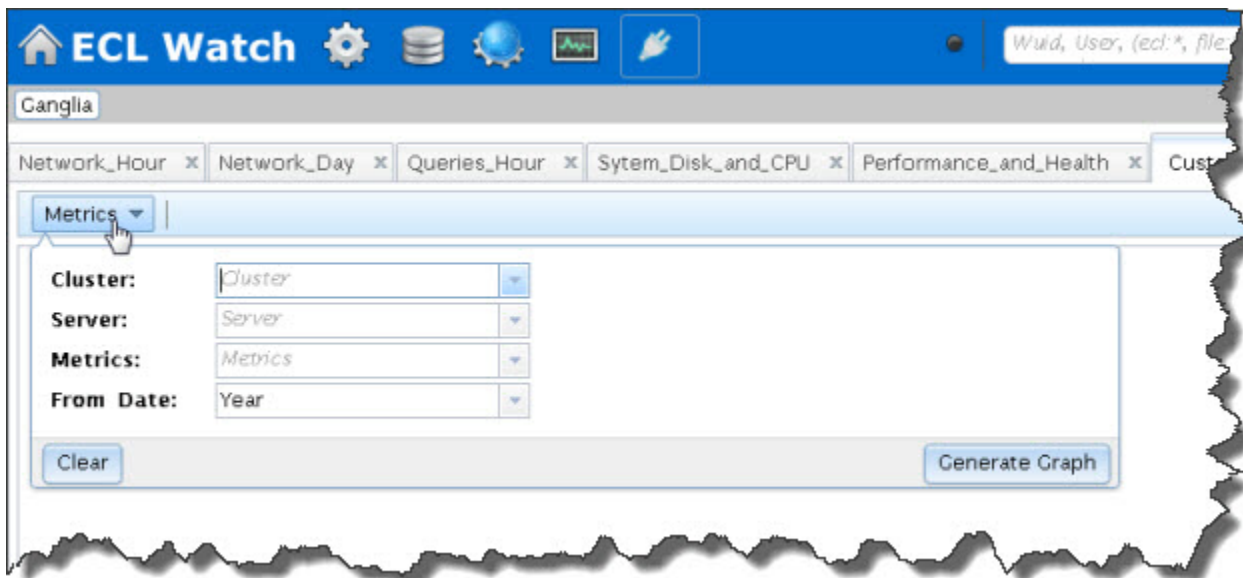 ECL Watch Wuid, User, (ecl:*, file:
Ganglia
Network_Hour x Network_Day x Queries_Hour x Sytem_Disk_and_CPU x Performance_and_Health x
Metrics
Cluster: Cluster
Server: Server
Metrics: Metrics
From Date: Year
Clear Generate Graph